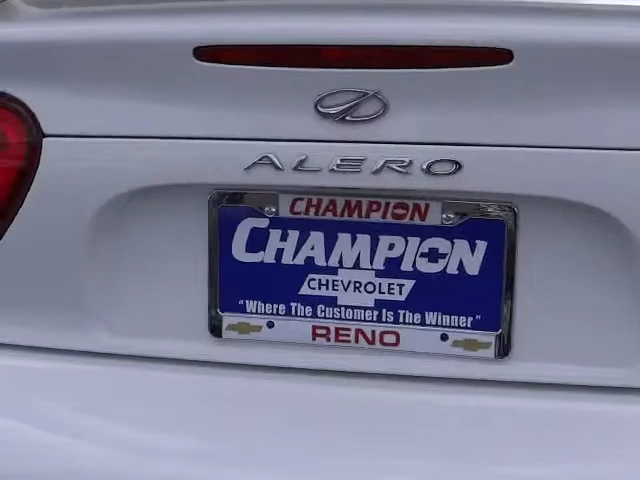 ALERO
CHAMPION
CHAMPION
CHEVROLET
"Where The Customer Is The Winner"
RENO